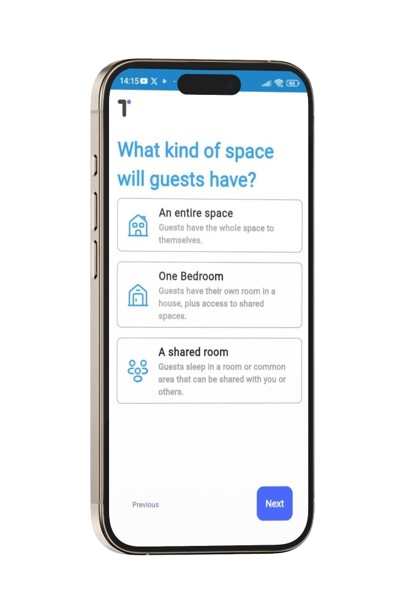 14:15
What kind of space
will guests have?
An entire space
Guests have the whole space to
themselves.
One Bedroom
Guests have their own room in a
house, plus access to shared
spaces.
A shared room
Guests sleep in a room or common
area that can be shared with you or
others.
Previous
Next